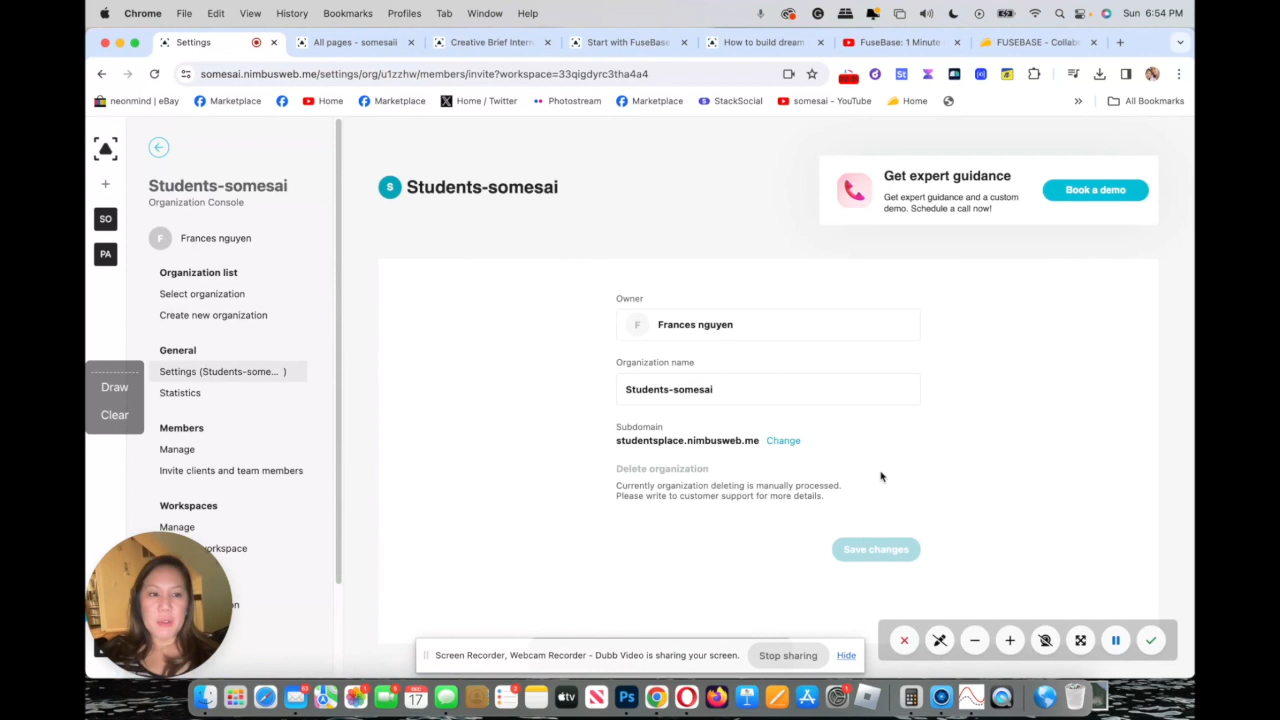 Chrome File Edit View History Bookmarks Profiles Tab Window Help Sun 6:54 PM
Settings All pages - somesaii Creative Brief Intern Start with FuseBase How to build dream FuseBase: 1 Minute FUSEBASE - Collab
somesai.nimbusweb.me/settings/org/u1zzhw/members/invite?workspace=33qigdyrc3tha4a4
neonmind | eBay Marketplace Home Marketplace Home / Twitter Photostream Marketplace StackSocial somesai - YouTube Home All Bookmarks
Students-somesai
Organization Console
SO
F Frances nguyen
PA
Organization list
Select organization
Create new organization
General
Settings (Students-some... )
Statistics
Draw
Clear
Members
Manage
Invite clients and team members
Workspaces
Manage
S Students-somesai
Get expert guidance
Get expert guidance and a custom
demo. Schedule a call now!
Book a demo
Owner
F Frances nguyen
Organization name
Students-somesai
Subdomain
studentsplace.nimbusweb.me Change
Delete organization
Currently organization deleting is manually processed.
Please write to customer support for more details.
Save changes
Screen Recorder, Webcam Recorder - Dubb Video is sharing your screen. Stop sharing Hide